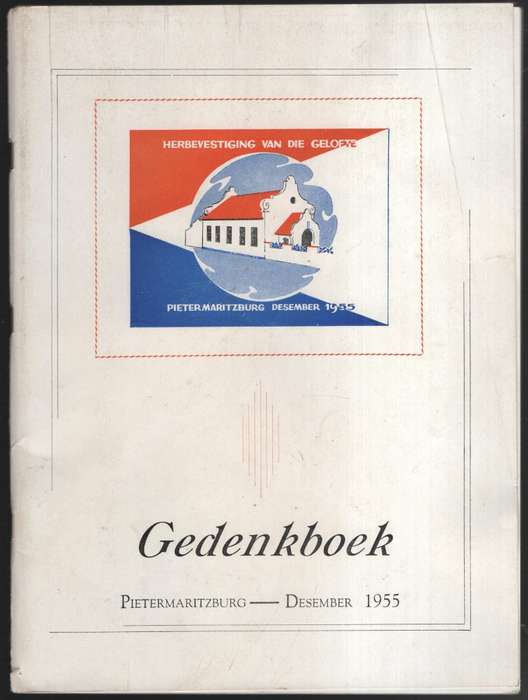 HERBEVESTIGING VAN DIE GELOFTE
PIETERMARITZBURG DESEMBER 1955
Gedenkboek
PIETERMARITZBURG — DESEMBER 1955